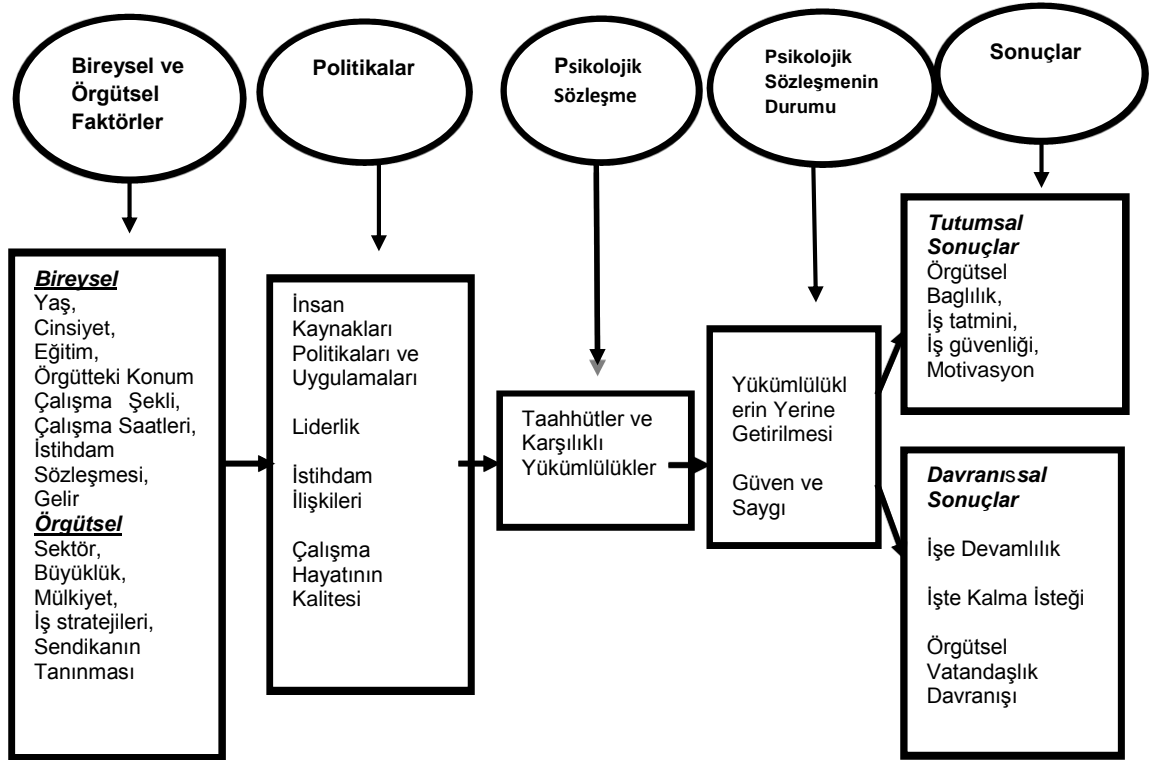 Bireysel ve
Örgütsel
Faktörler
Politikalar
Psikolojik
Sözleşme
Psikolojik
Sözleşmenin
Durumu
Sonuçlar
Bireysel
Yaş,
Cinsiyet,
Eğitim,
Örgütteki Konum
Çalışma Şekli,
Çalışma Saatleri,
İstihdam
Sözleşmesi,
Gelir
Örgütsel
Sektör,
Büyüklük,
Mülkiyet,
İş stratejileri,
Sendikanın
Tanınması
İnsan
Kaynakları
Politikaları ve
Uygulamaları
Liderlik
İstihdam
İlişkileri
Çalışma
Hayatının
Kalitesi
Taahhütler ve
Karşılıklı
Yükümlülükler
Yükümlülükl
erin Yerine
Getirilmesi
Güven ve
Saygı
Tutumsal
Sonuçlar
Örgütsel
Baglılık,
İş tatmini,
İş güvenliği,
Motivasyon
Davranıssal
Sonuçlar
İşe Devamlılık
İşte Kalma İsteği
Örgütsel
Vatandaşlık
Davranışı